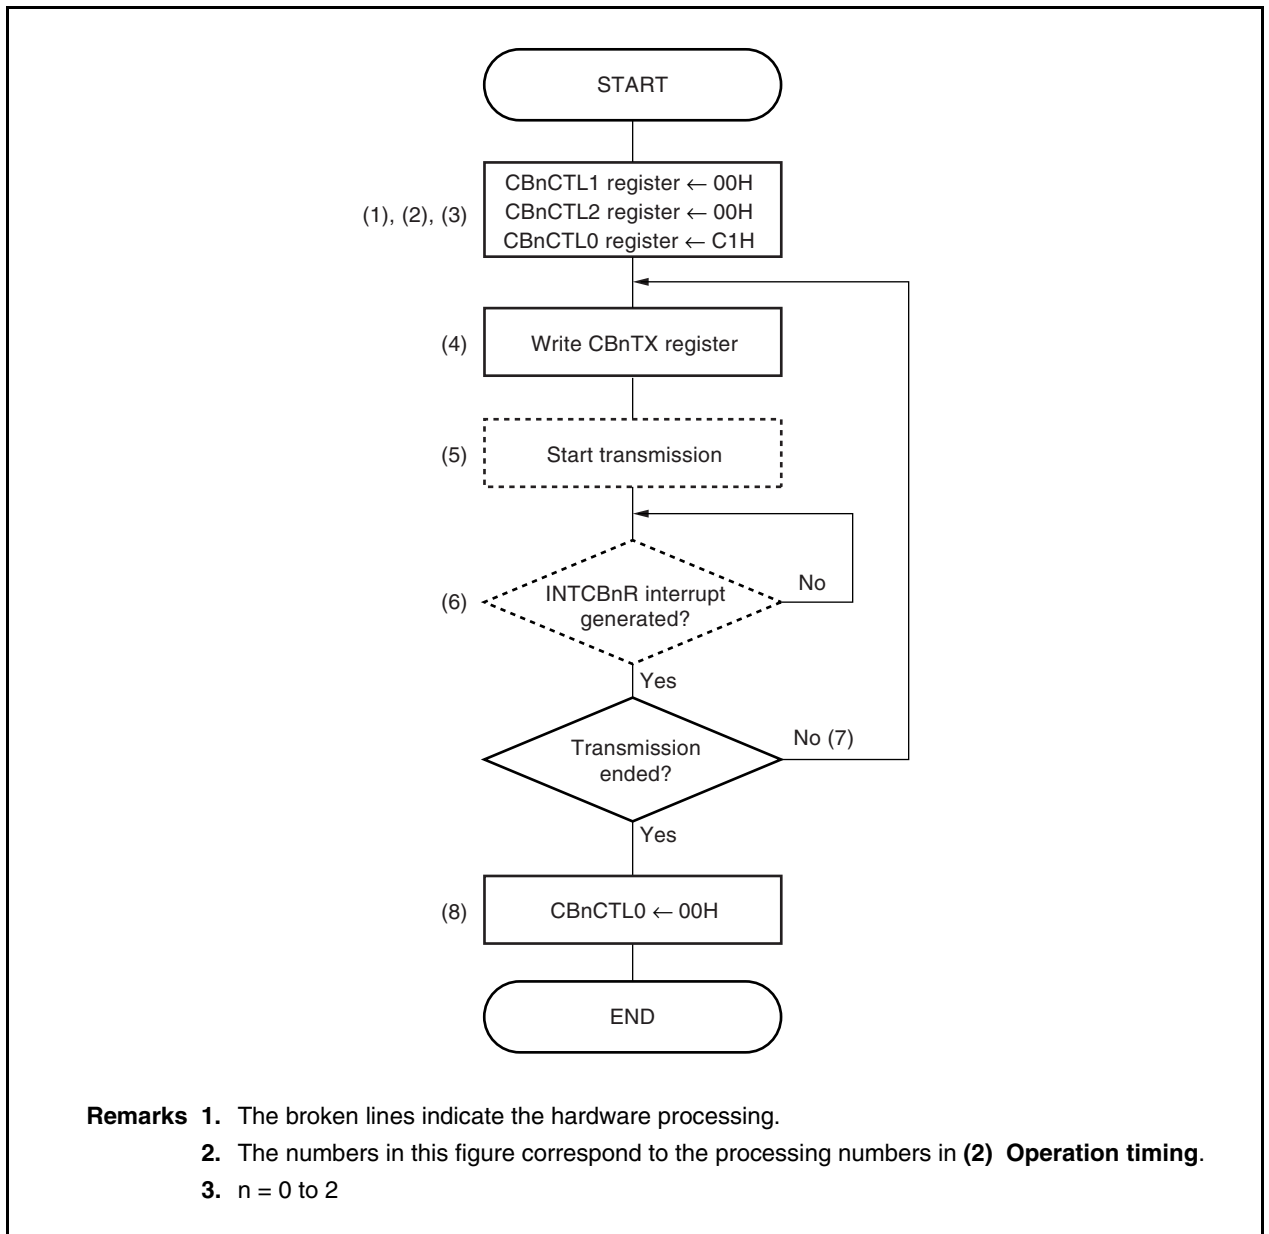 START
(1), (2), (3)
CBnCTL1 register ← 00H
CBnCTL2 register ← 00H
CBnCTL0 register ← C1H
(4)
Write CBnTX register
(5)
Start transmission
(6)
INTCBnR interrupt
generated?
No
Yes
Transmission
ended?
No (7)
Yes
(8)
CBnCTL0 ← 00H
END
Remarks 1. The broken lines indicate the hardware processing.
2. The numbers in this figure correspond to the processing numbers in (2) Operation timing.
3. n = 0 to 2